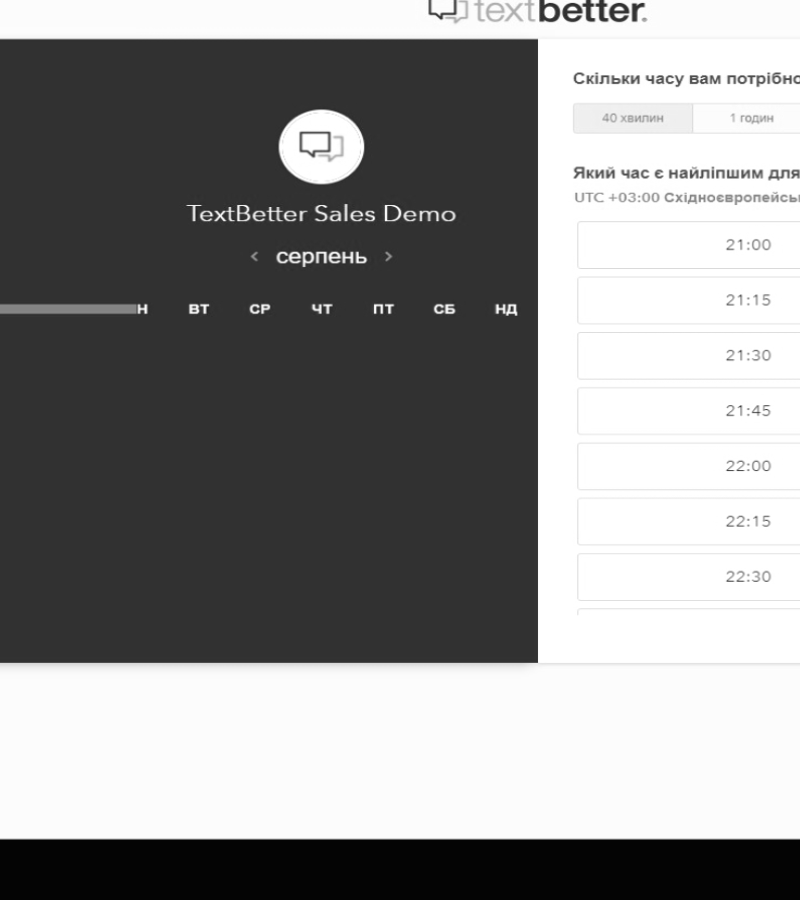 textbetter.
TextBetter Sales Demo
< серпень >
Н ВТ СР ЧТ ПТ СБ НД
Скільки часу вам потрібно
40 хвилин 1 годин
Який час є найліпшим для
UTC +03:00
21:00
21:15
21:30
21:45
22:00
22:15
22:30